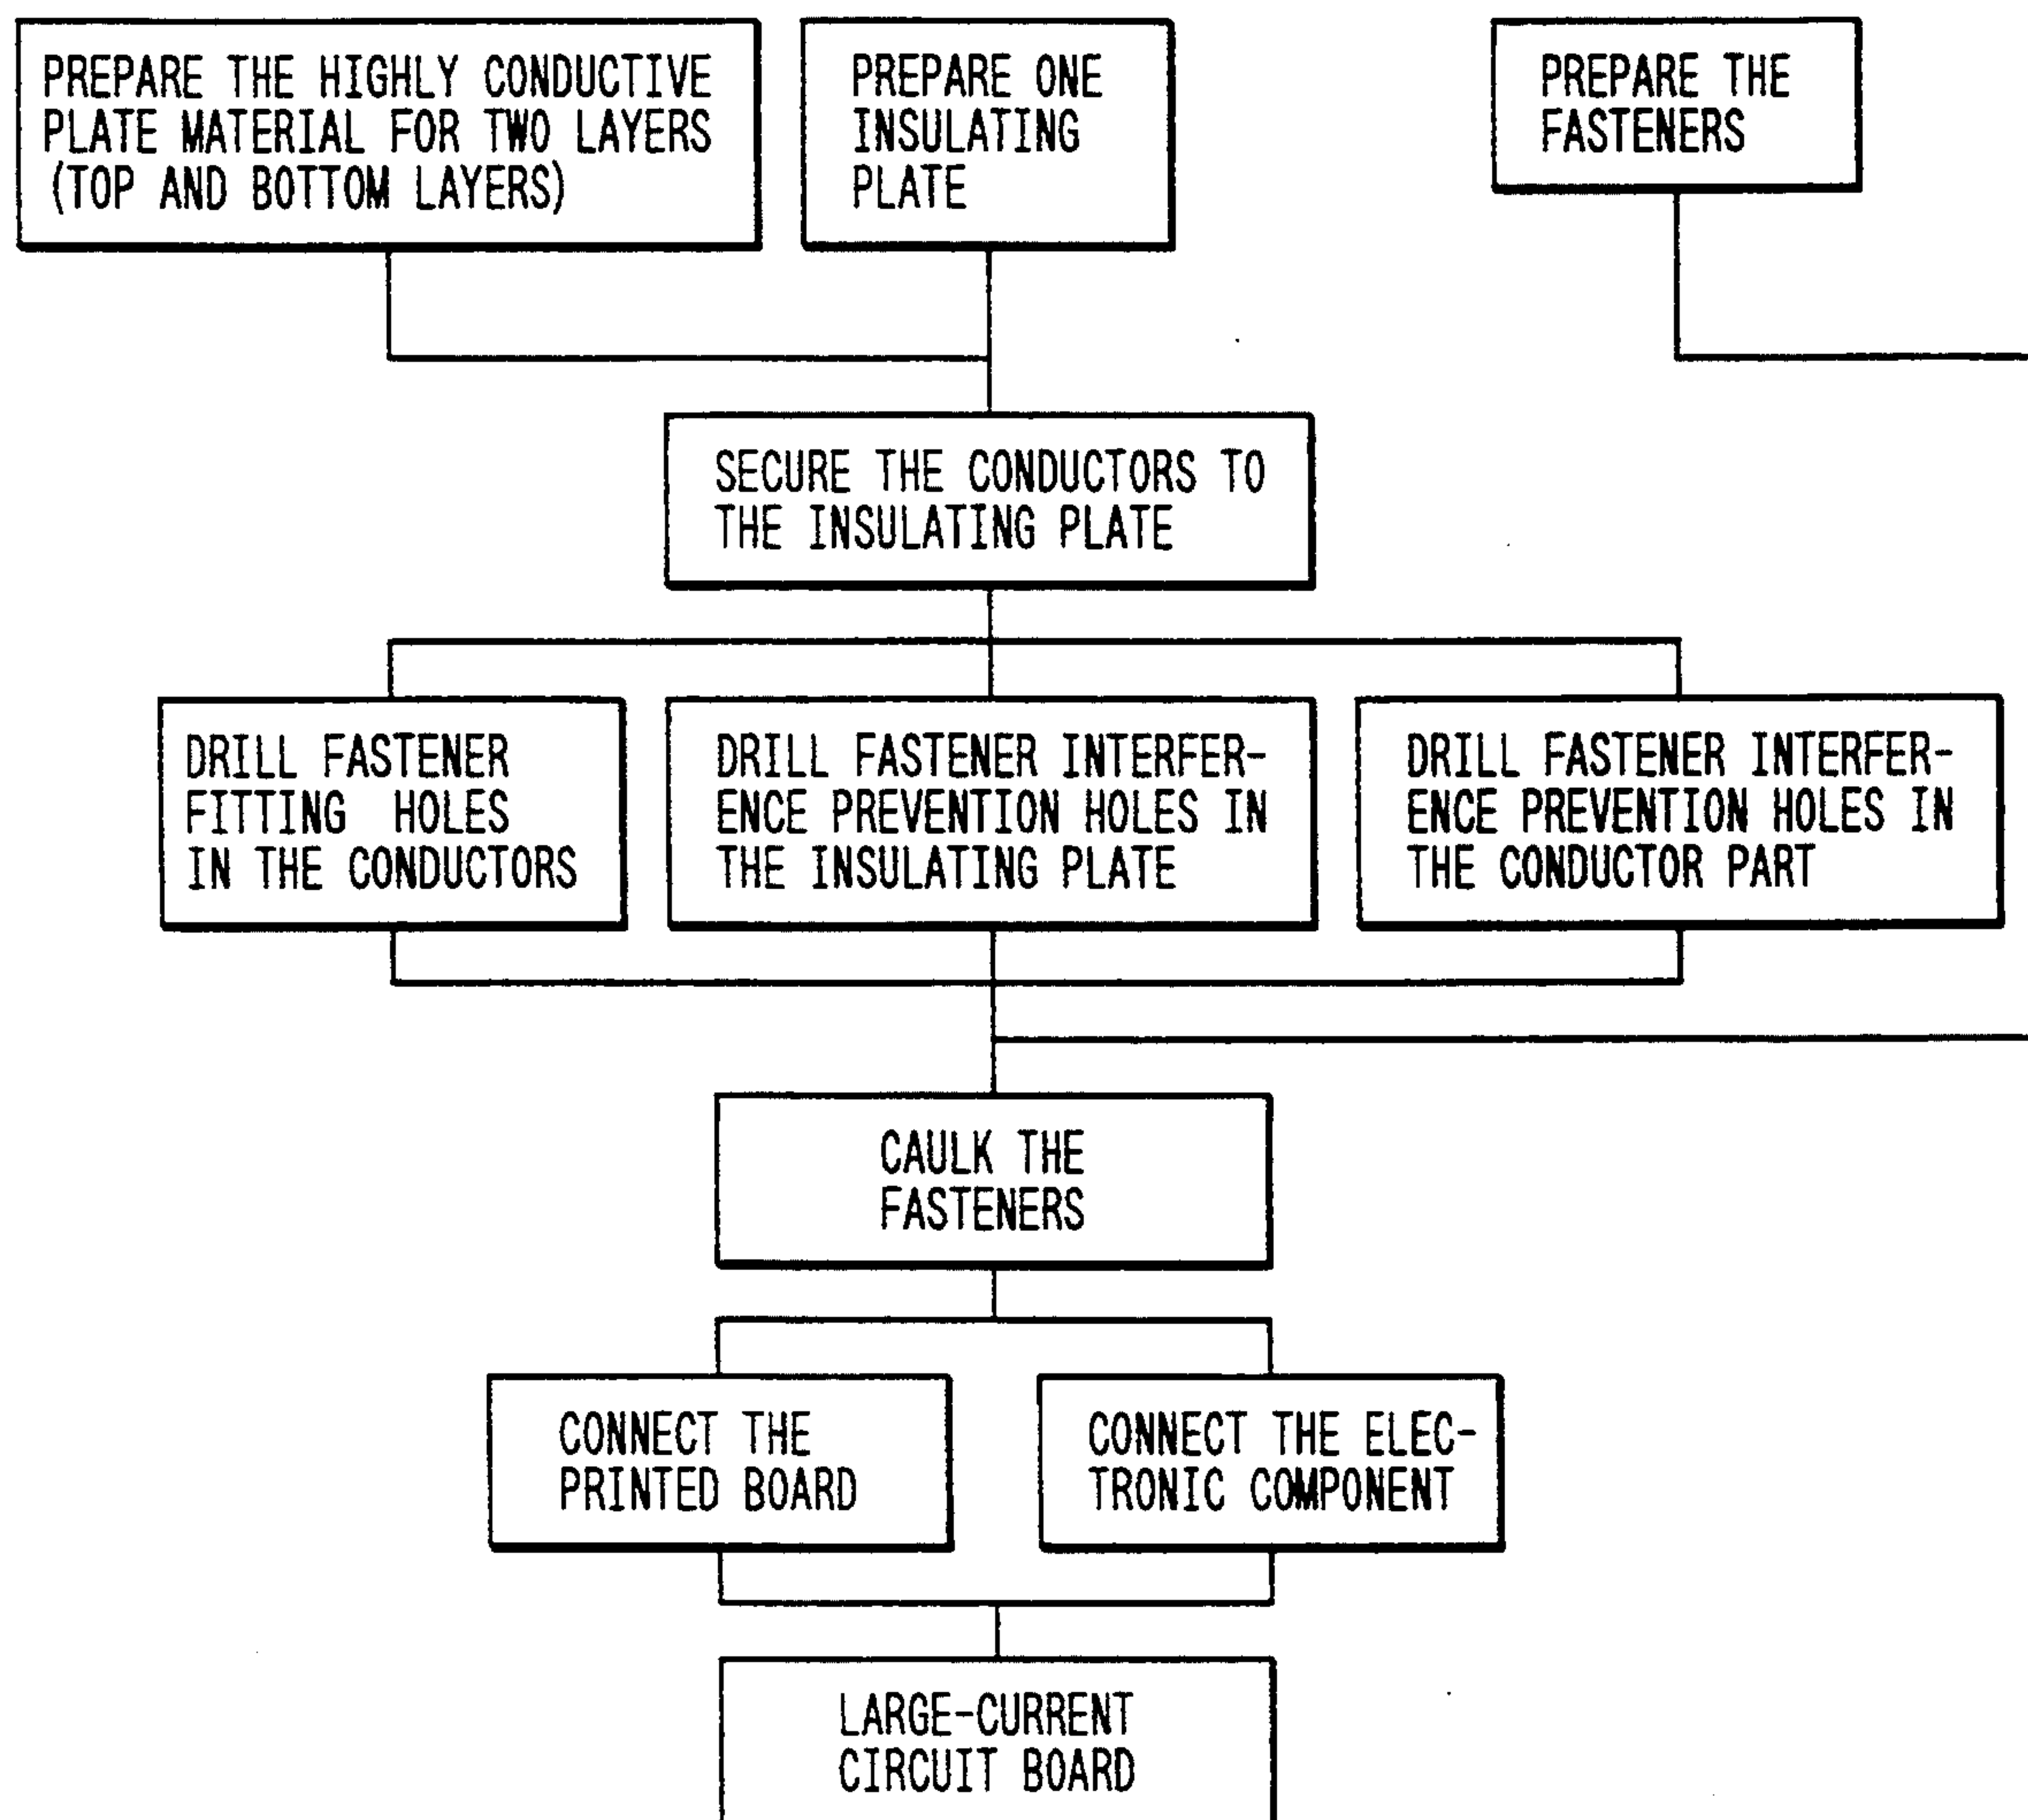 PREPARE THE HIGHLY CONDUCTIVE
PLATE MATERIAL FOR TWO LAYERS
(TOP AND BOTTOM LAYERS)
PREPARE ONE
INSULATING
PLATE
PREPARE THE
FASTENERS
SECURE THE CONDUCTORS TO
THE INSULATING PLATE
DRILL FASTENER
FITTING HOLES
IN THE CONDUCTORS
DRILL FASTENER INTERFER-
ENCE PREVENTION HOLES IN
THE INSULATING PLATE
DRILL FASTENER INTERFER-
ENCE PREVENTION HOLES IN
THE CONDUCTOR PART
CAULK THE
FASTENERS
CONNECT THE
PRINTED BOARD
CONNECT THE ELEC-
TRONIC COMPONENT
LARGE-CURRENT
CIRCUIT BOARD